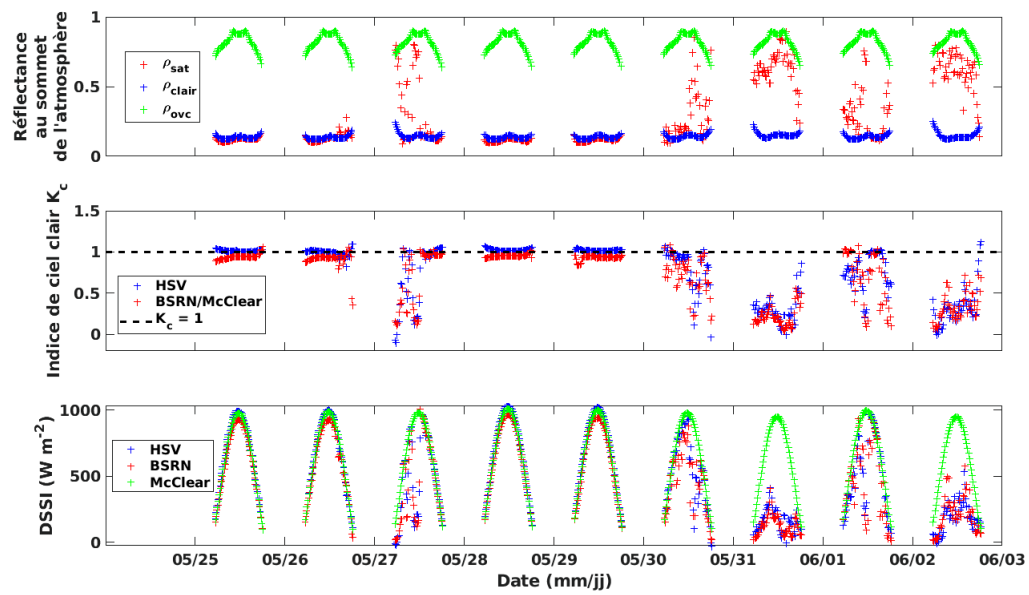 Réflectance
au sommet
de l'atmosphère
1
0.5
0
ρsat
ρclair
ρovc
Indice de ciel clair Kc
1.5
1
0.5
0
HSV
BSRN/McClear
Kc = 1
DSSI (W m-2)
1000
500
0
HSV
BSRN
McClear
05/25 05/26 05/27 05/28 05/29 05/30 05/31 06/01 06/02 06/03
Date (mm/jj)